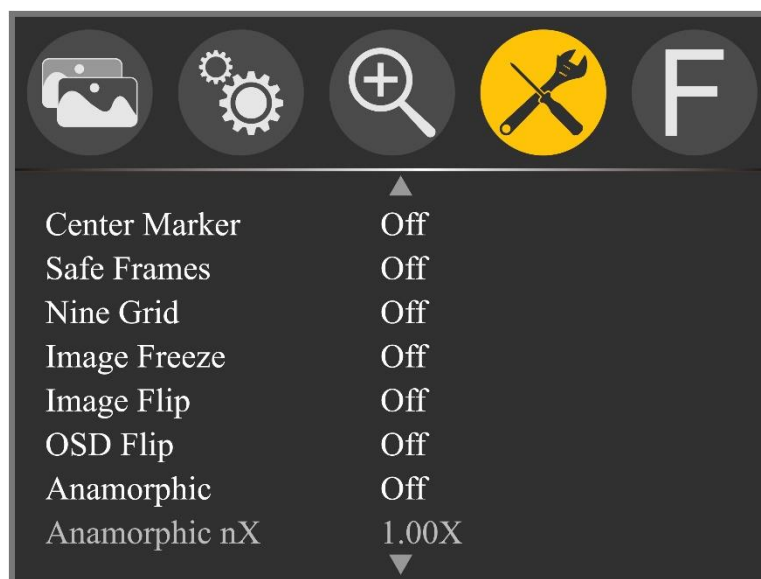 F
Center Marker Off
Safe Frames Off
Nine Grid Off
Image Freeze Off
Image Flip Off
OSD Flip Off
Anamorphic Off
Anamorphic nX 1.00X